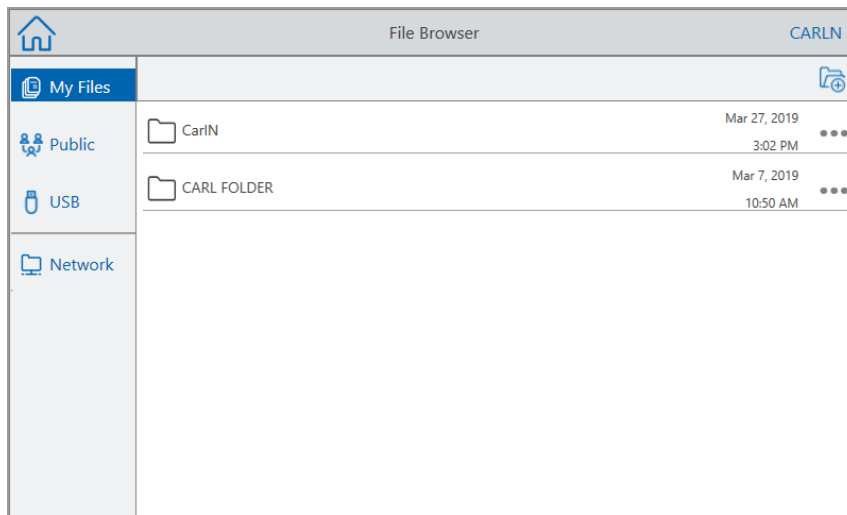 File Browser
CARLN
My Files
Public
USB
Network
CarlN
Mar 27, 2019
3:02 PM
CARL FOLDER
Mar 7, 2019
10:50 AM